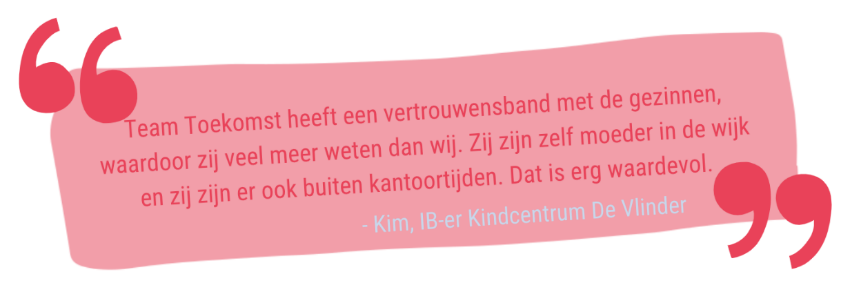 Team Toekomst heeft een vertrouwensband met de gezinnen,
waardoor zij veel meer weten dan wij. Zij zijn zelf moeder in de wijk
en zij zijn er ook buiten kantoortijden. Dat is erg waardevol.
- Kim, IB-er Kindcentrum De Vlinder